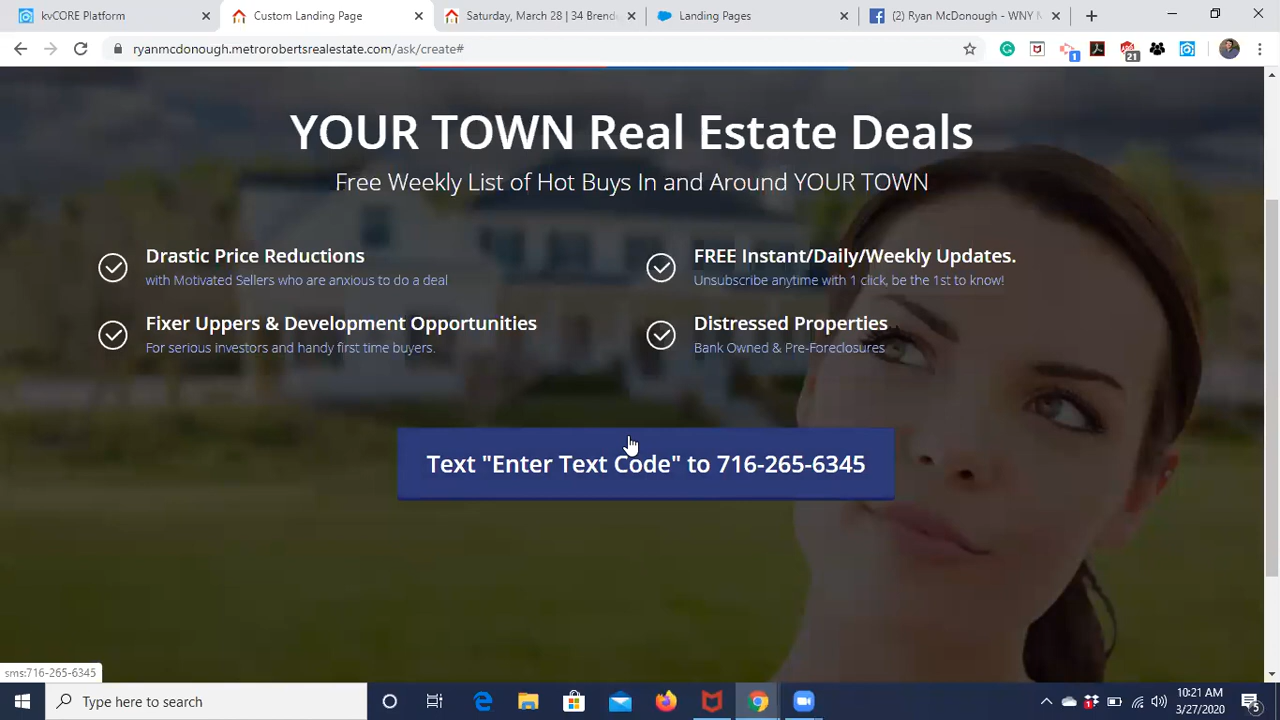 kvCORE Platform
Custom Landing Page
Saturday, March 28 | 34 Brend
Landing Pages
(2) Ryan McDonough - WNY M
ryanmcdonough.metrorobertsrealestate.com/ask/create#
1
21
YOUR TOWN Real Estate Deals
Free Weekly List of Hot Buys In and Around YOUR TOWN
Drastic Price Reductions
with Motivated Sellers who are anxious to do a deal
FREE Instant/Daily/Weekly Updates.
Unsubscribe anytime with 1 click, be the 1st to know!
Fixer Uppers & Development Opportunities
For serious investors and handy first time buyers.
Distressed Properties
Bank Owned & Pre-Foreclosures
Text "Enter Text Code" to 716-265-6345
sms:716-265-6345
Type here to search
1
10:21 AM
3/27/2020
5